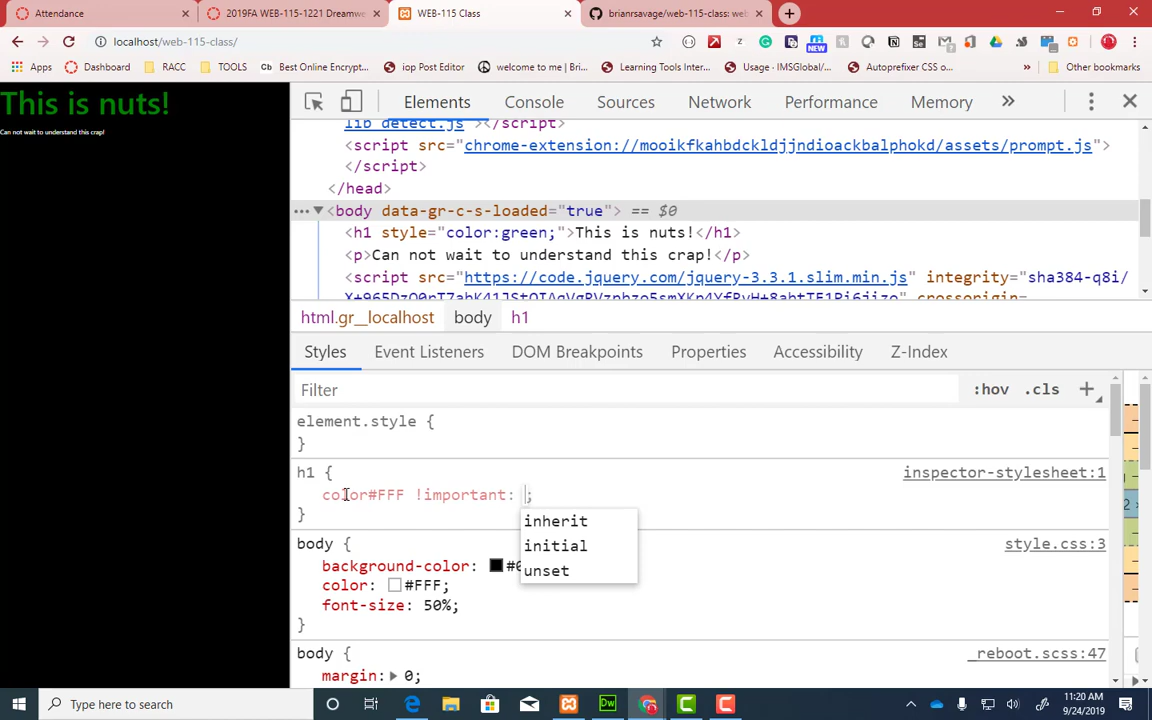 Attendance
2019FA WEB-115-1221 Dreamwe
WEB-115 Class
brianrsavage/web-115-class: web
localhost/web-115-class/
Apps Dashboard RACC TOOLS Cb Best Online Encrypt... iop Post Editor welcome to me | Bri... Learning Tools Inter... Usage · IMSGlobal/... Autoprefixer CSS o... » Other bookmarks
This is nuts!
Can not wait to understand this crap!
Elements Console Sources Network Performance Memory »
lib_detect.js"></script>
<script src="chrome-extension://mooikfkahbdckldjjndioackbalphokd/assets/prompt.js">
</script>
</head>
... <body data-gr-c-s-loaded="true"> == $0
<h1 style="color:green;">This is nuts!</h1>
<p>Can not wait to understand this crap!</p>
<script src="https://code.jquery.com/jquery-3.3.1.slim.min.js" integrity="sha384-q8i/
html.gr__localhost body h1
Styles Event Listeners DOM Breakpoints Properties Accessibility Z-Index
Filter :hov .cls +
element.style {
}
h1 { inspector-stylesheet:1
color#FFF !important: ;
}
inherit
initial
unset
body { style.css:3
background-color: #0
color: #FFF;
font-size: 50%;
}
body { _reboot.scss:47
margin: 0;
Type here to search
11:20 AM
9/24/2019